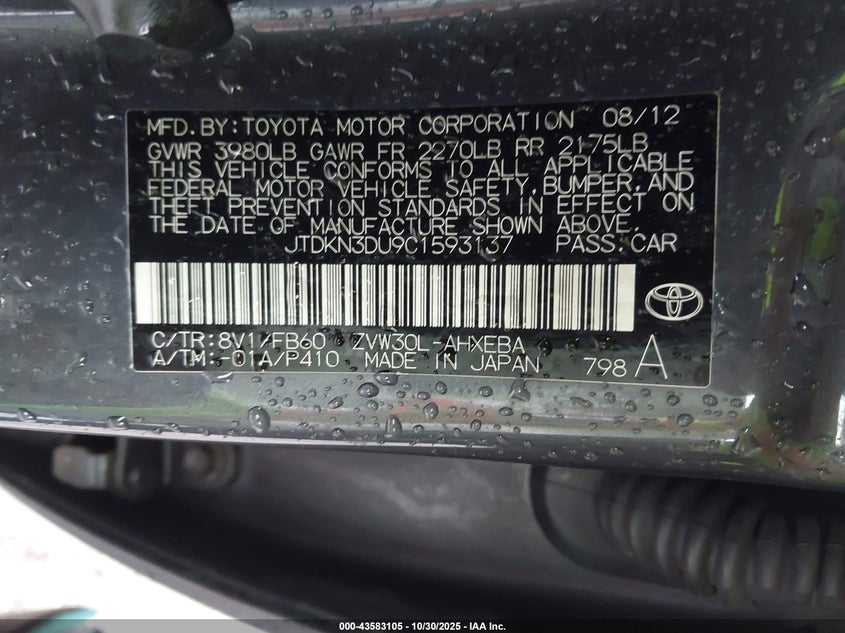 MFD.BY:TOYOTA MOTOR CORPORATION 08/12
GVWR 3980LB GAWR FR 2270LB RR 2175LB
THIS VEHICLE CONFORMS TO ALL APPLICABLE
FEDERAL MOTOR VEHICLE SAFETY,BUMPER,AND
THEFT PREVENTION STANDARDS IN EFFECT ON
THE DATE OF MANUFACTURE SHOWN ABOVE.
JTDKN3DU9C1593137 PASS.CAR
C/TR:8V1/FB60 ZVW30L-AHXEBA
A/TM:-01A/P410 MADE IN JAPAN 798 A
000-43583105 - 10/30/2025 - IAA Inc.